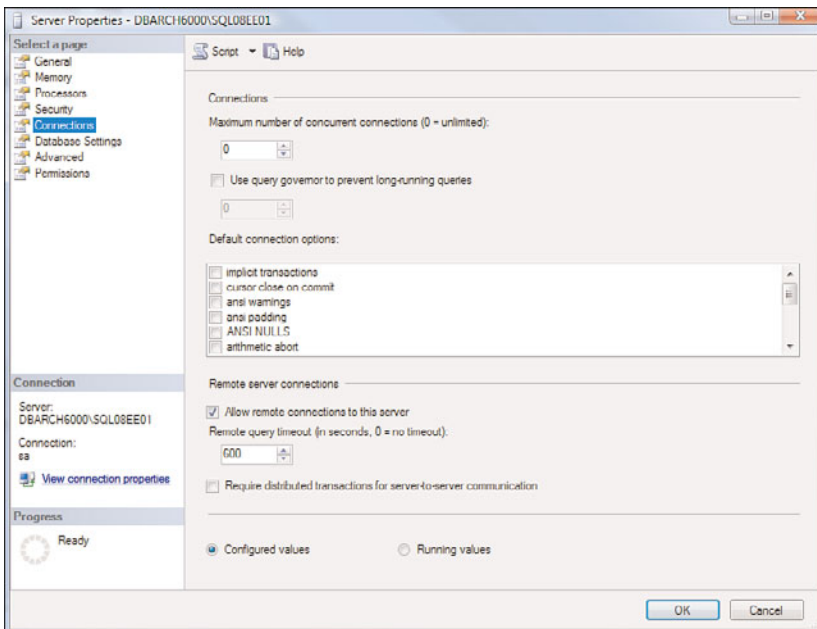 Server Properties - DBARCH6000\SQL08EE01
Select a page
General
Memory
Processors
Security
Connections
Database Settings
Advanced
Permissions
Script
Help
Connections
Maximum number of concurrent connections (0 = unlimited):
0
Use query governor to prevent long-running queries
0
Default connection options:
implicit transactions
cursor close on commit
ansi warnings
ansi padding
ANSI NULLS
arithmetic abort
Connection
Server:
DBARCH6000\SQL08EE01
Connection:
sa
View connection properties
Progress
Ready
Remote server connections
Allow remote connections to this server
Remote query timeout (in seconds, 0 = no timeout):
600
Require distributed transactions for server-to-server communication
Configured values
Running values
OK
Cancel